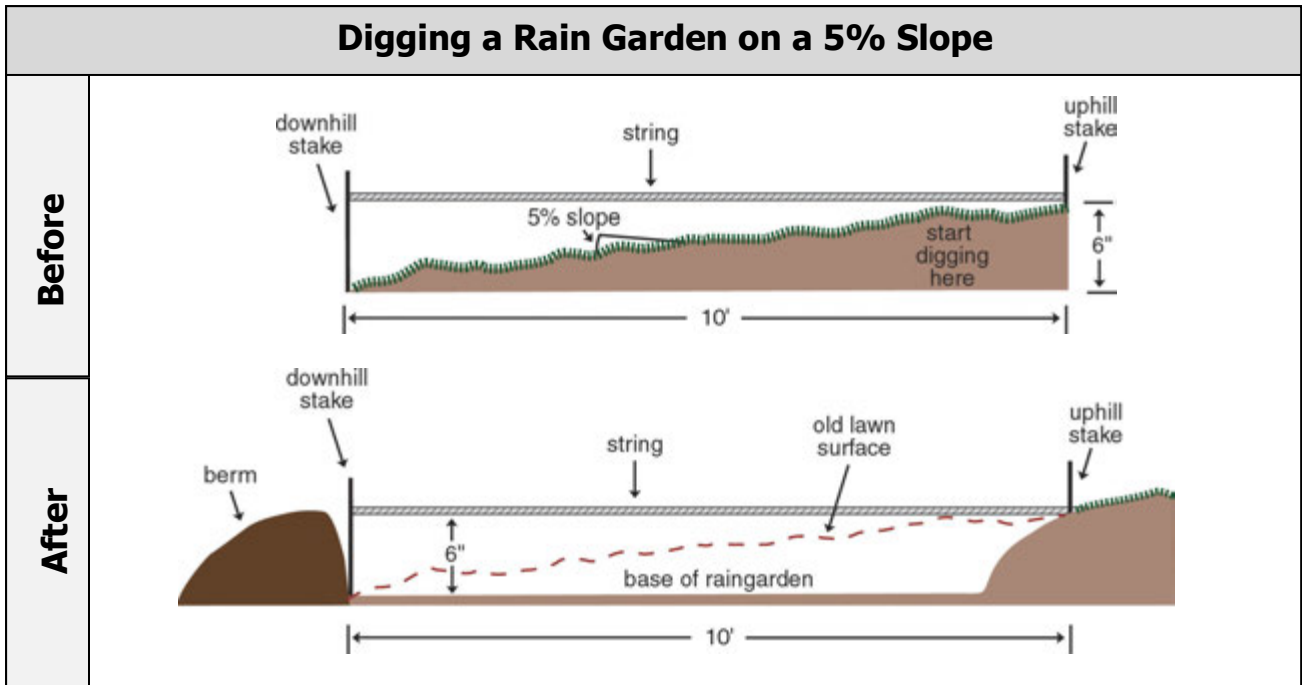 Digging a Rain Garden on a 5% Slope
Before
downhill
stake
string
uphill
stake
5% slope
start
digging
here
6"
10'
After
downhill
stake
berm
string
old lawn
surface
uphill
stake
6"
base of raingarden
10'